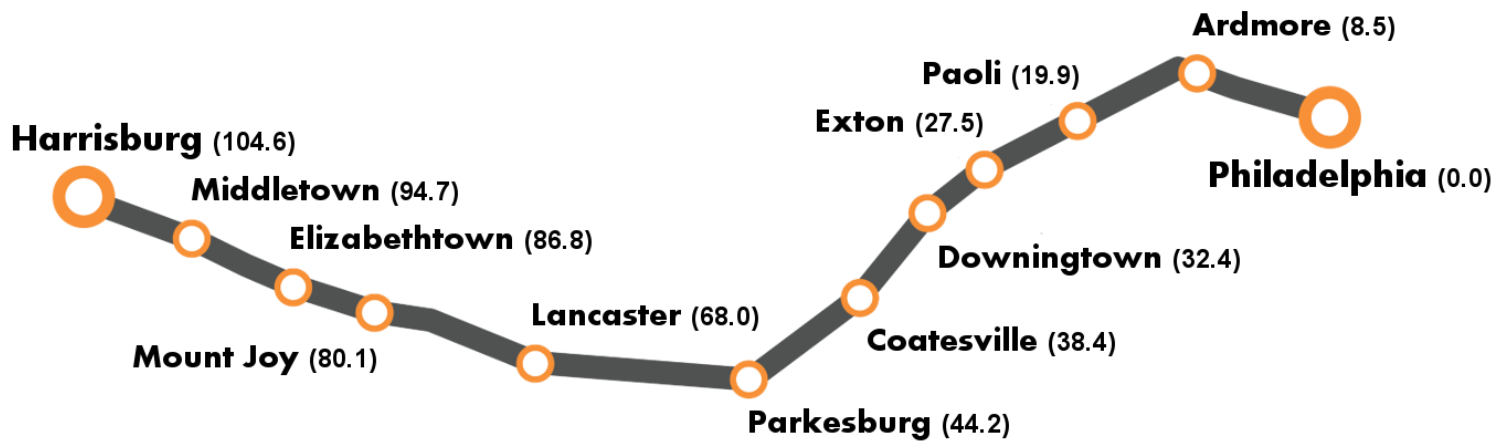 Ardmore (8.5)
Paoli (19.9)
Exton (27.5)
Harrisburg (104.6)
Philadelphia (0.0)
Middletown (94.7)
Elizabethtown (86.8)
Downingtown (32.4)
Lancaster (68.0)
Coatesville (38.4)
Mount Joy (80.1)
Parkesburg (44.2)